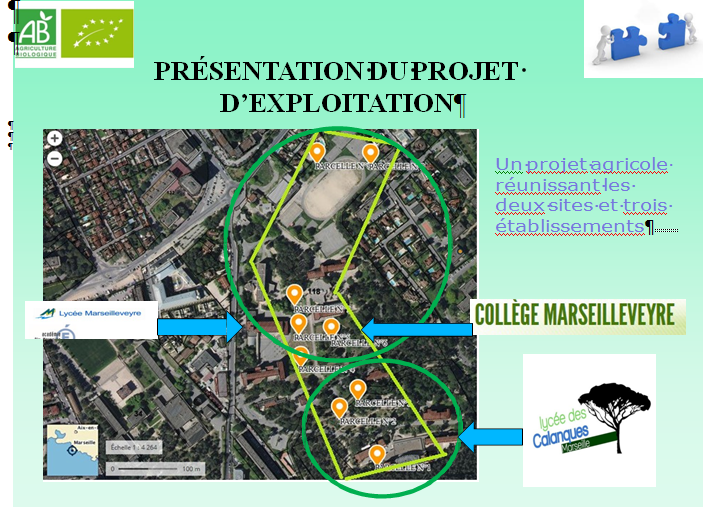 AB
AGRICULTURE
BIOLOGIQUE
PRÉSENTATION DU PROJET
D’EXPLOITATION
Un projet agricole
réunissant les
deux sites et trois
établissements
PARCELLE N°
PARCELLE N°
118
PARCELLE N°
PARCELLE N°
PARCELLE N°
PARCELLE N°
PARCELLE N°2
PARCELLE N°1
Lycée Marseilleveyre
académie
COLLÈGE MARSEILLEVEYRE
lycée des
Calanques
Marseille
Aix-en-
Marseille
Échelle 1 : 4 264
0 100 m